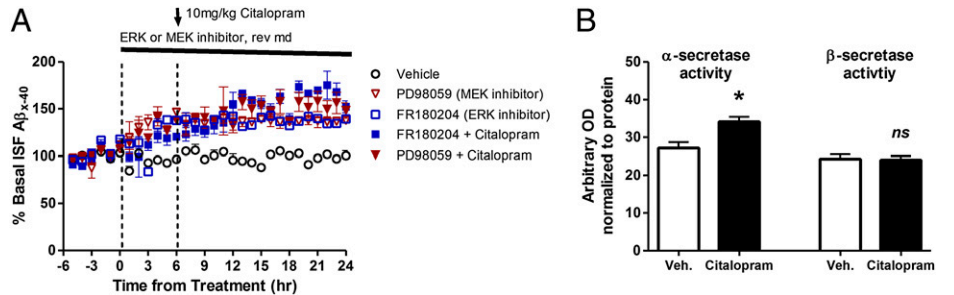 A
10mg/kg Citalopram
ERK or MEK inhibitor, rev md
200
150
100
50
0
% Basal ISF Aβx-40
-6 -3 0 3 6 9 12 15 18 21 24
Time from Treatment (hr)
Vehicle
PD98059 (MEK inhibitor)
FR180204 (ERK inhibitor)
FR180204 + Citalopram
PD98059 + Citalopram
B
α-secretase
activity
β-secretase
activtiy
50
40
30
20
10
0
Arbitrary OD
normalized to protein
*
ns
Veh. Citalopram Veh. Citalopram